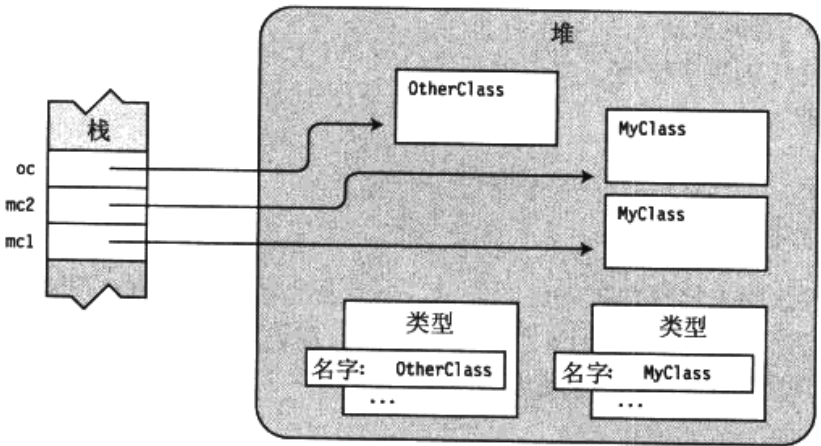 堆
OtherClass
栈
MyClass
oc
mc2
MyClass
mc1
类型
类型
名字: OtherClass
名字: MyClass
...
...